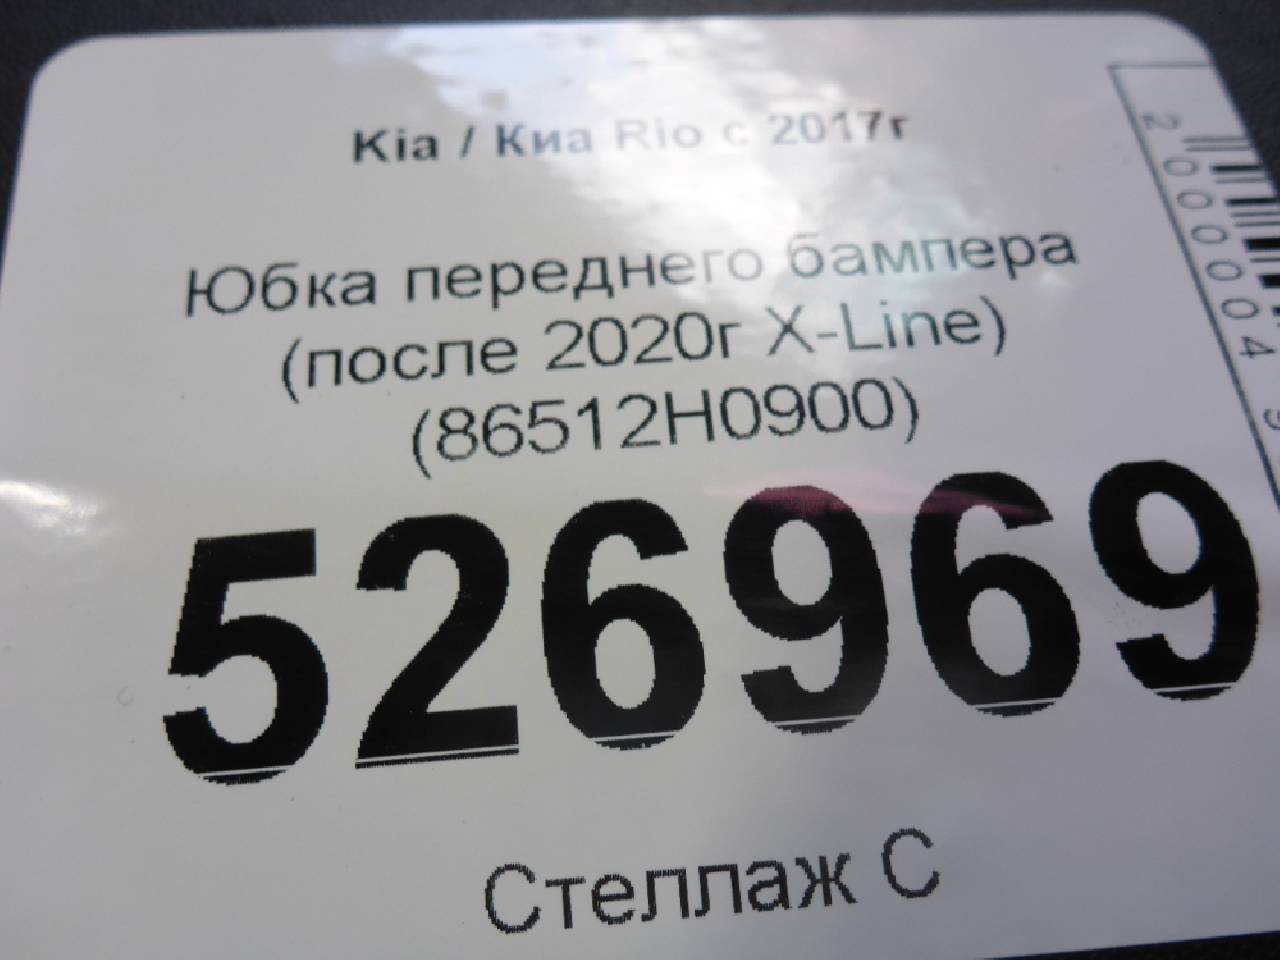 Kia / Киа Rio с 2017г
Юбка переднего бампера
(после 2020г X-Line)
(86512H0900)
526969
Стеллаж С